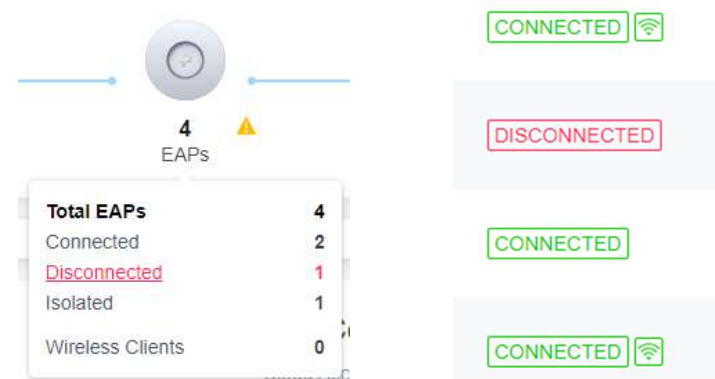 4
EAPs
Total EAPs 4
Connected 2
Disconnected 1
Isolated 1
Wireless Clients 0
CONNECTED
DISCONNECTED
CONNECTED
CONNECTED